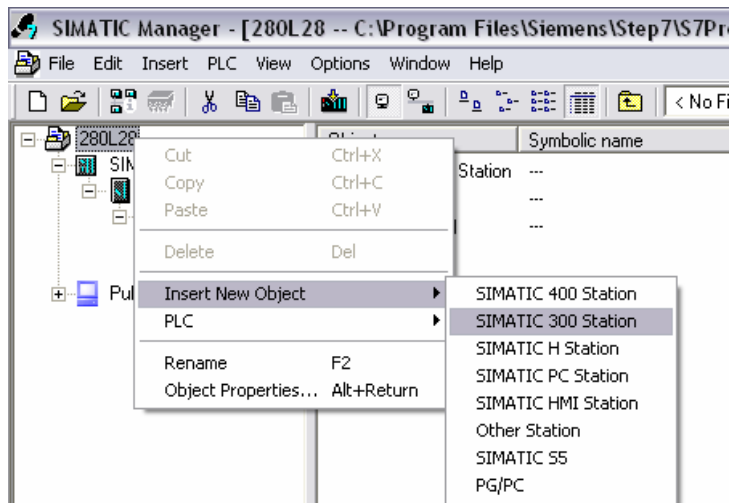 SIMATIC Manager - [280L28 -- C:\Program Files\Siemens\Step7\S7Pr
File Edit Insert PLC View Options Window Help
< No Fi
280L28
Symbolic name
SIM
Station ---
---
---
Pul
Cut Ctrl+X
Copy Ctrl+C
Paste Ctrl+V
Delete Del
Insert New Object
PLC
Rename F2
Object Properties... Alt+Return
SIMATIC 400 Station
SIMATIC 300 Station
SIMATIC H Station
SIMATIC PC Station
SIMATIC HMI Station
Other Station
SIMATIC S5
PG/PC